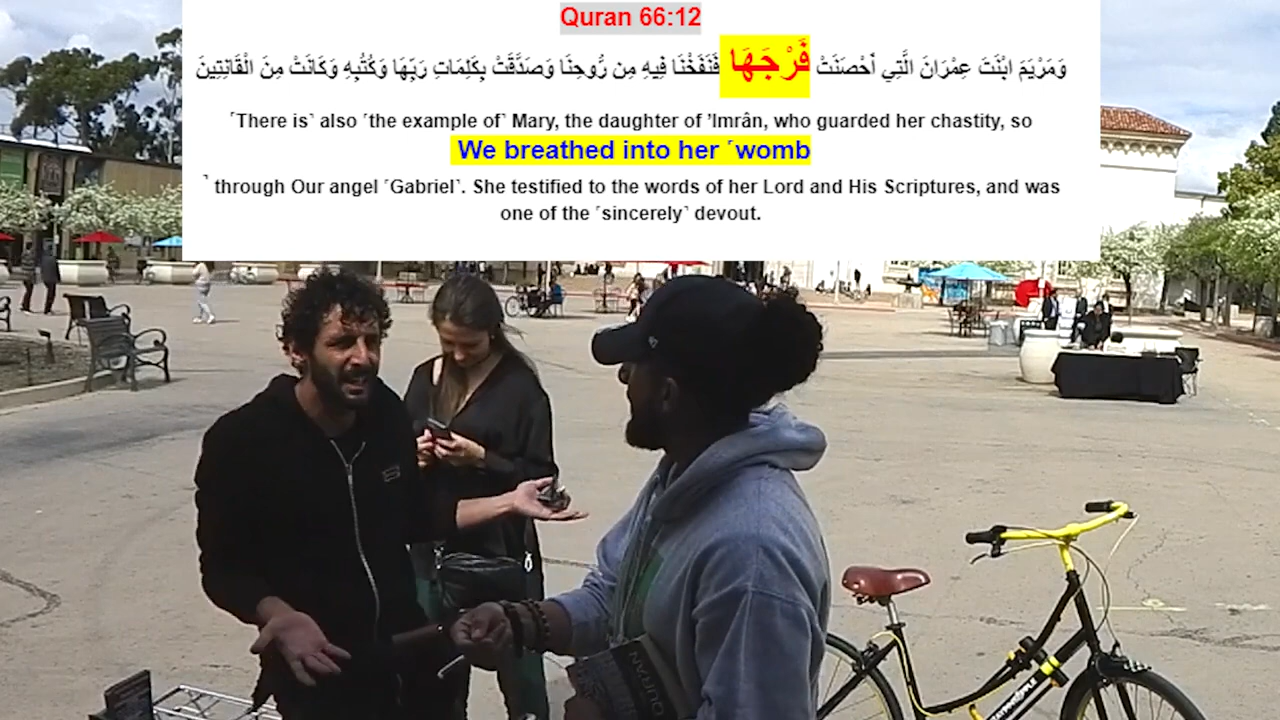 Quran 66:12
وَمَرْيَمَ ابْنَتَ عِمْرَانَ الَّتِي أَحْصَنَتْ فَرْجَهَا فَنَفَخْنَا فِيهِ مِن رُّوحِنَا وَصَدَّقَتْ بِكَلِمَاتِ رَبِّهَا وَكُتُبِهِ وَكَانَتْ مِنَ الْقَانِتِينَ
˹There is˺ also ˹the example of˺ Mary, the daughter of ’Imrân, who guarded her chastity, so
We breathed into her ˹womb
˺ through Our angel ˹Gabriel˺. She testified to the words of her Lord and His Scriptures, and was
one of the ˹sincerely˺ devout.
QURAN